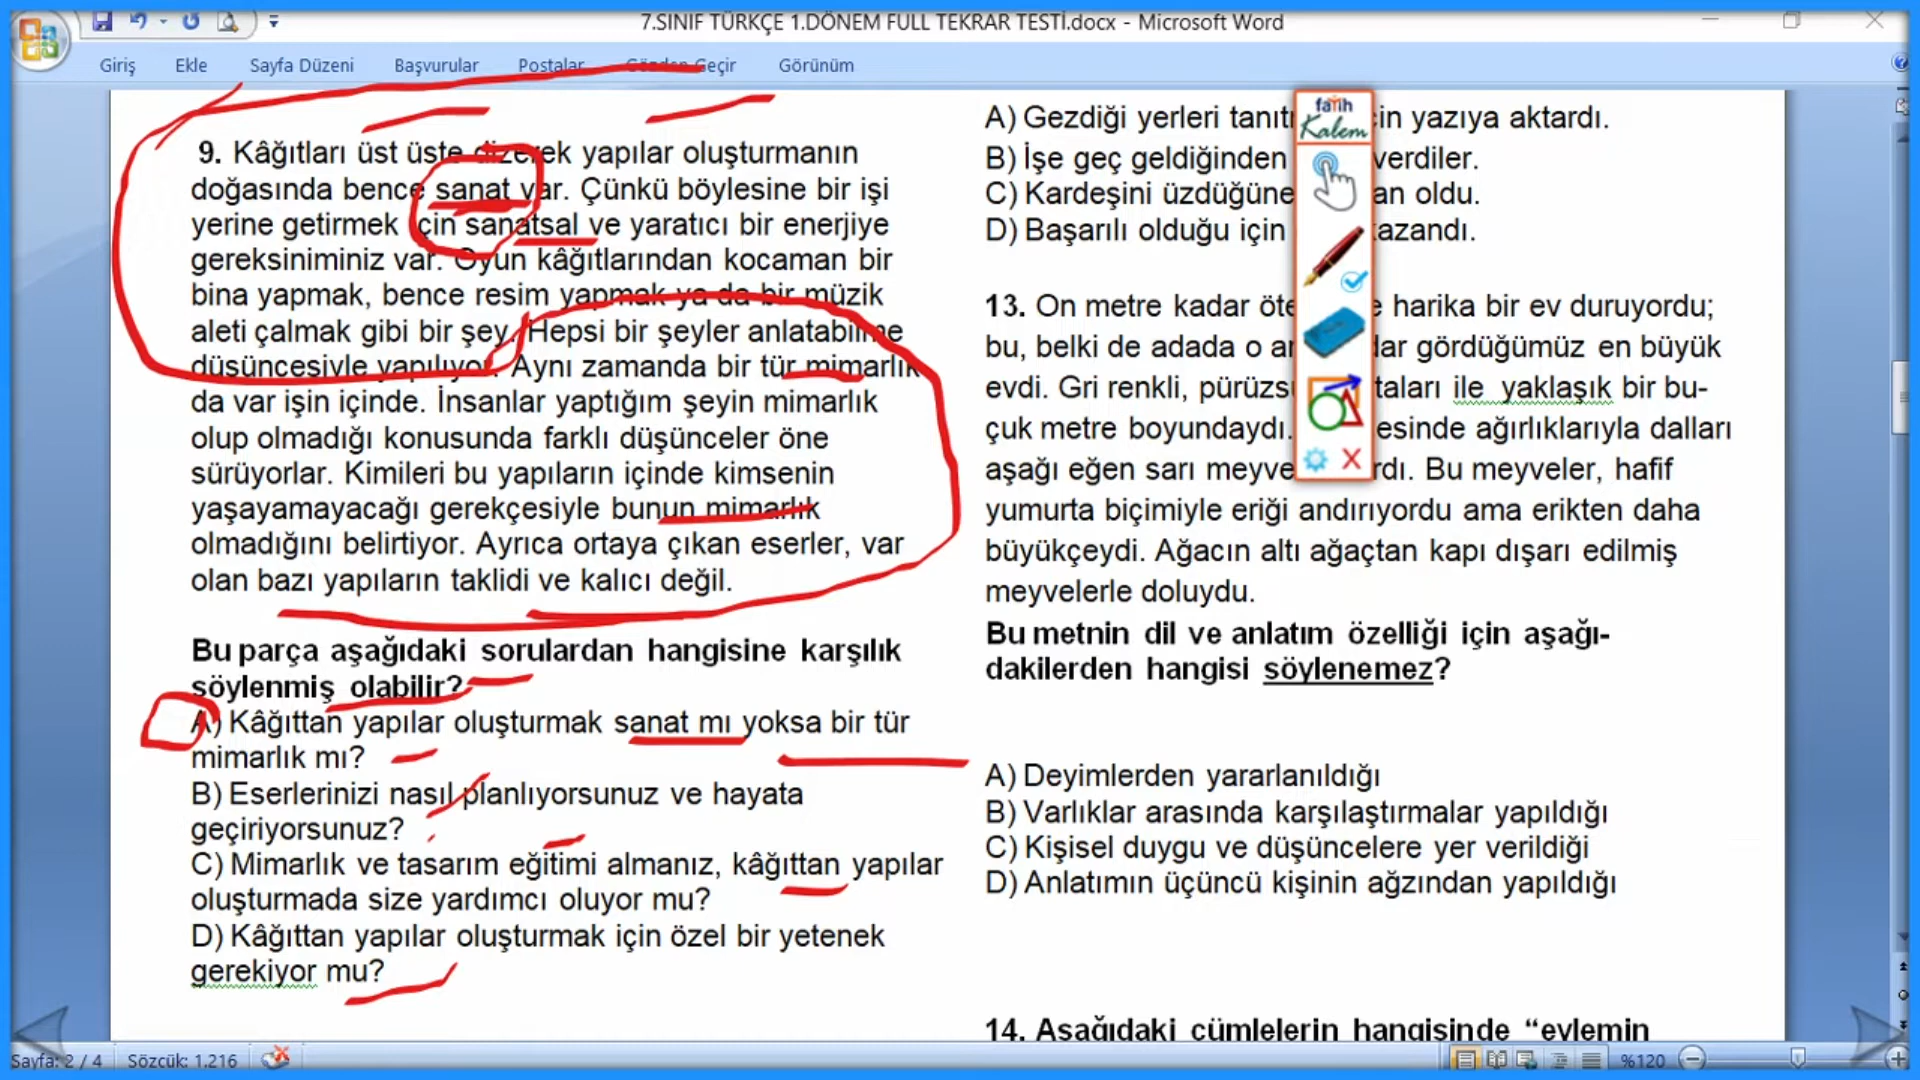 7.SINIF TÜRKÇE 1.DÖNEM FULL TEKRAR TESTİ.docx - Microsoft Word
Giriş Ekle Sayfa Düzeni Başvurular Postalar Gözden Geçir Görünüm
9. Kâğıtları üst üste dizerek yapılar oluşturmanın
doğasında bence sanat var. Çünkü böylesine bir işi
yerine getirmek için sanatsal ve yaratıcı bir enerjiye
gereksiniminiz var. Oyun kâğıtlarından kocaman bir
bina yapmak, bence resim yapmak ya da bir müzik
aleti çalmak gibi bir şey. Hepsi bir şeyler anlatabilme
düşüncesiyle yapılıyor. Aynı zamanda bir tür mimarlık
da var işin içinde. İnsanlar yaptığım şeyin mimarlık
olup olmadığı konusunda farklı düşünceler öne
sürüyorlar. Kimileri bu yapıların içinde kimsenin
yaşayamayacağı gerekçesiyle bunun mimarlık
olmadığını belirtiyor. Ayrıca ortaya çıkan eserler, var
olan bazı yapıların taklidi ve kalıcı değil.
Bu parça aşağıdaki sorulardan hangisine karşılık
söylenmiş olabilir?
A) Kâğıttan yapılar oluşturmak sanat mı yoksa bir tür
mimarlık mı?
B) Eserlerinizi nasıl planlıyorsunuz ve hayata
geçiriyorsunuz?
C) Mimarlık ve tasarım eğitimi almanız, kâğıttan yapılar
oluşturmada size yardımcı oluyor mu?
D) Kâğıttan yapılar oluşturmak için özel bir yetenek
gerekiyor mu?
A) Gezdiği yerleri yazıya aktardı.
B) İşe geç geldiğinden verdiler.
C) Kardeşini üzdüğüne oldu.
D) Başarılı olduğu için kazandı.
13. On metre kadar harika bir ev duruyordu;
bu, belki de adada o gördüğümüz en büyük
evdi. Gri renkli, ile yaklaşık bir bu-
çuk metre boyundaydı. ağırlıklarıyla dalları
aşağı eğen sarı Bu meyveler, hafif
yumurta biçimiyle eriği andırıyordu ama erikten daha
büyükçeydi. Ağacın altı ağaçtan kapı dışarı edilmiş
meyvelerle doluydu.
Bu metnin dil ve anlatım özelliği için aşağı-
dakilerden hangisi söylenemez?
A) Deyimlerden yararlanıldığı
B) Varlıklar arasında karşılaştırmalar yapıldığı
C) Kişisel duygu ve düşüncelere yer verildiği
D) Anlatımın üçüncü kişinin ağzından yapıldığı
14. Aşağıdaki cümlelerin hangisinde “eylemin
fatih
Kalem
Sayfa: 2 / 4 Sözcük: 1.216 %120